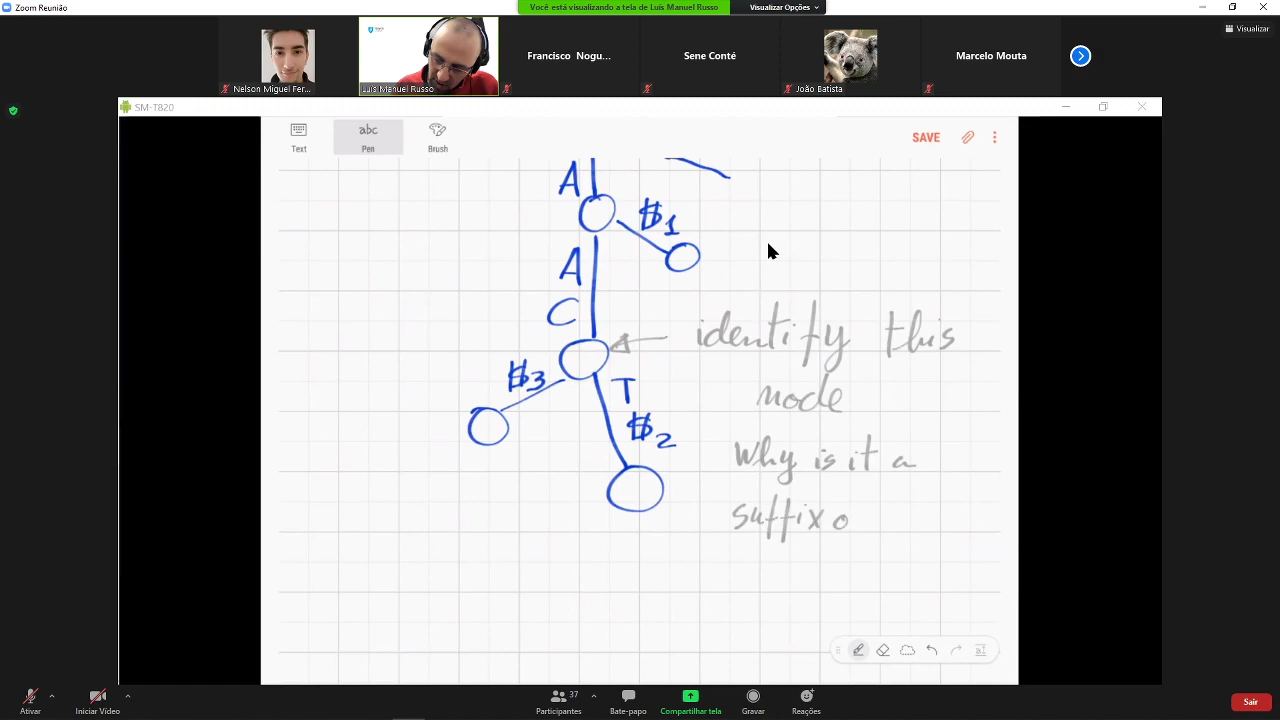 Zoom Reunião
Você está visualizando a tela de Luís Manuel Russo
Visualizar Opções
Visualizar
Nelson Miguel Fer...
Luís Manuel Russo
Francisco Nogu...
Sene Conté
João Batista
Marcelo Mouta
SM-T820
Text
abc
Pen
Brush
SAVE
A
$1
A
C
identify this
node
$3
T
$2
Why is it a
suffix o
Ativar
Iniciar Vídeo
37
Participantes
Bate-papo
Compartilhar tela
Gravar
Reações
Sair